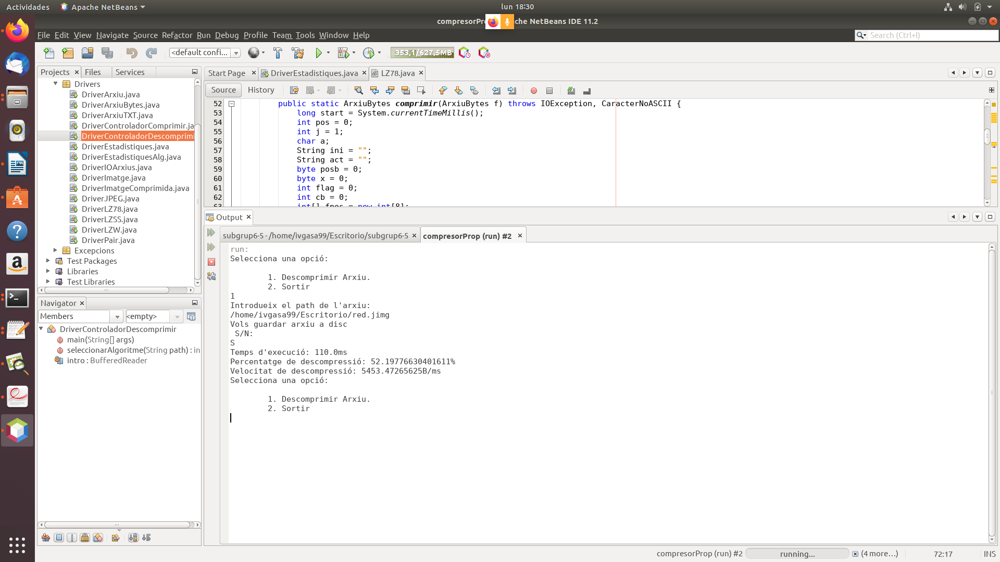 Actividades
Apache NetBeans
lun 18:30
compresorPr
che NetBeans IDE 11.2
File Edit View Navigate Source Refactor Run Debug Profile Team Tools Window Help
Search (Ctrl+I)
<default confi...
353,1/627,5MB
Projects Files Services
Drivers
DriverArxiu.java
DriverArxiuBytes.java
DriverArxiuTXT.java
DriverControladorComprimir.ja
DriverControladorDescomprimi
DriverEstadistiques.java
DriverEstadistiquesAlg.java
DriverIOArxius.java
DriverImatge.java
DriverImatgeComprimida.java
DriverJPEG.java
DriverLZ78.java
DriverLZSS.java
DriverLZW.java
DriverPair.java
Excepcions
Test Packages
Libraries
Test Libraries
Navigator
Members
<empty>
DriverControladorDescomprimir
main(String[] args)
seleccionarAlgoritme(String path) : in
intro : BufferedReader
Start Page
DriverEstadistiques.java
LZ78.java
Source
History
52 public static ArxiuBytes comprimir(ArxiuBytes f) throws IOException, CaracterNoASCII {
53 long start = System.currentTimeMillis();
54 int pos = 0;
55 int j = 1;
56 char a;
57 String ini = "";
58 String act = "";
59 byte posb = 0;
60 byte x = 0;
61 int flag = 0;
62 int cb = 0;
63 int[] fpos = new int[8];
Output
subgrup6-5 - /home/ivgasa99/Escritorio/subgrup6-5
compresorProp (run) #2
run:
Selecciona una opció:
1. Descomprimir Arxiu.
2. Sortir
1
Introdueix el path de l'arxiu:
/home/ivgasa99/Escritorio/red.jimg
Vols guardar arxiu a disc
S/N:
S
Temps d'execució: 110.0ms
Percentatge de descompressió: 52.19776630401611%
Velocitat de descompressió: 5453.47265625B/ms
Selecciona una opció:
1. Descomprimir Arxiu.
2. Sortir
compresorProp (run) #2
running...
(4 more...)
72:17
INS